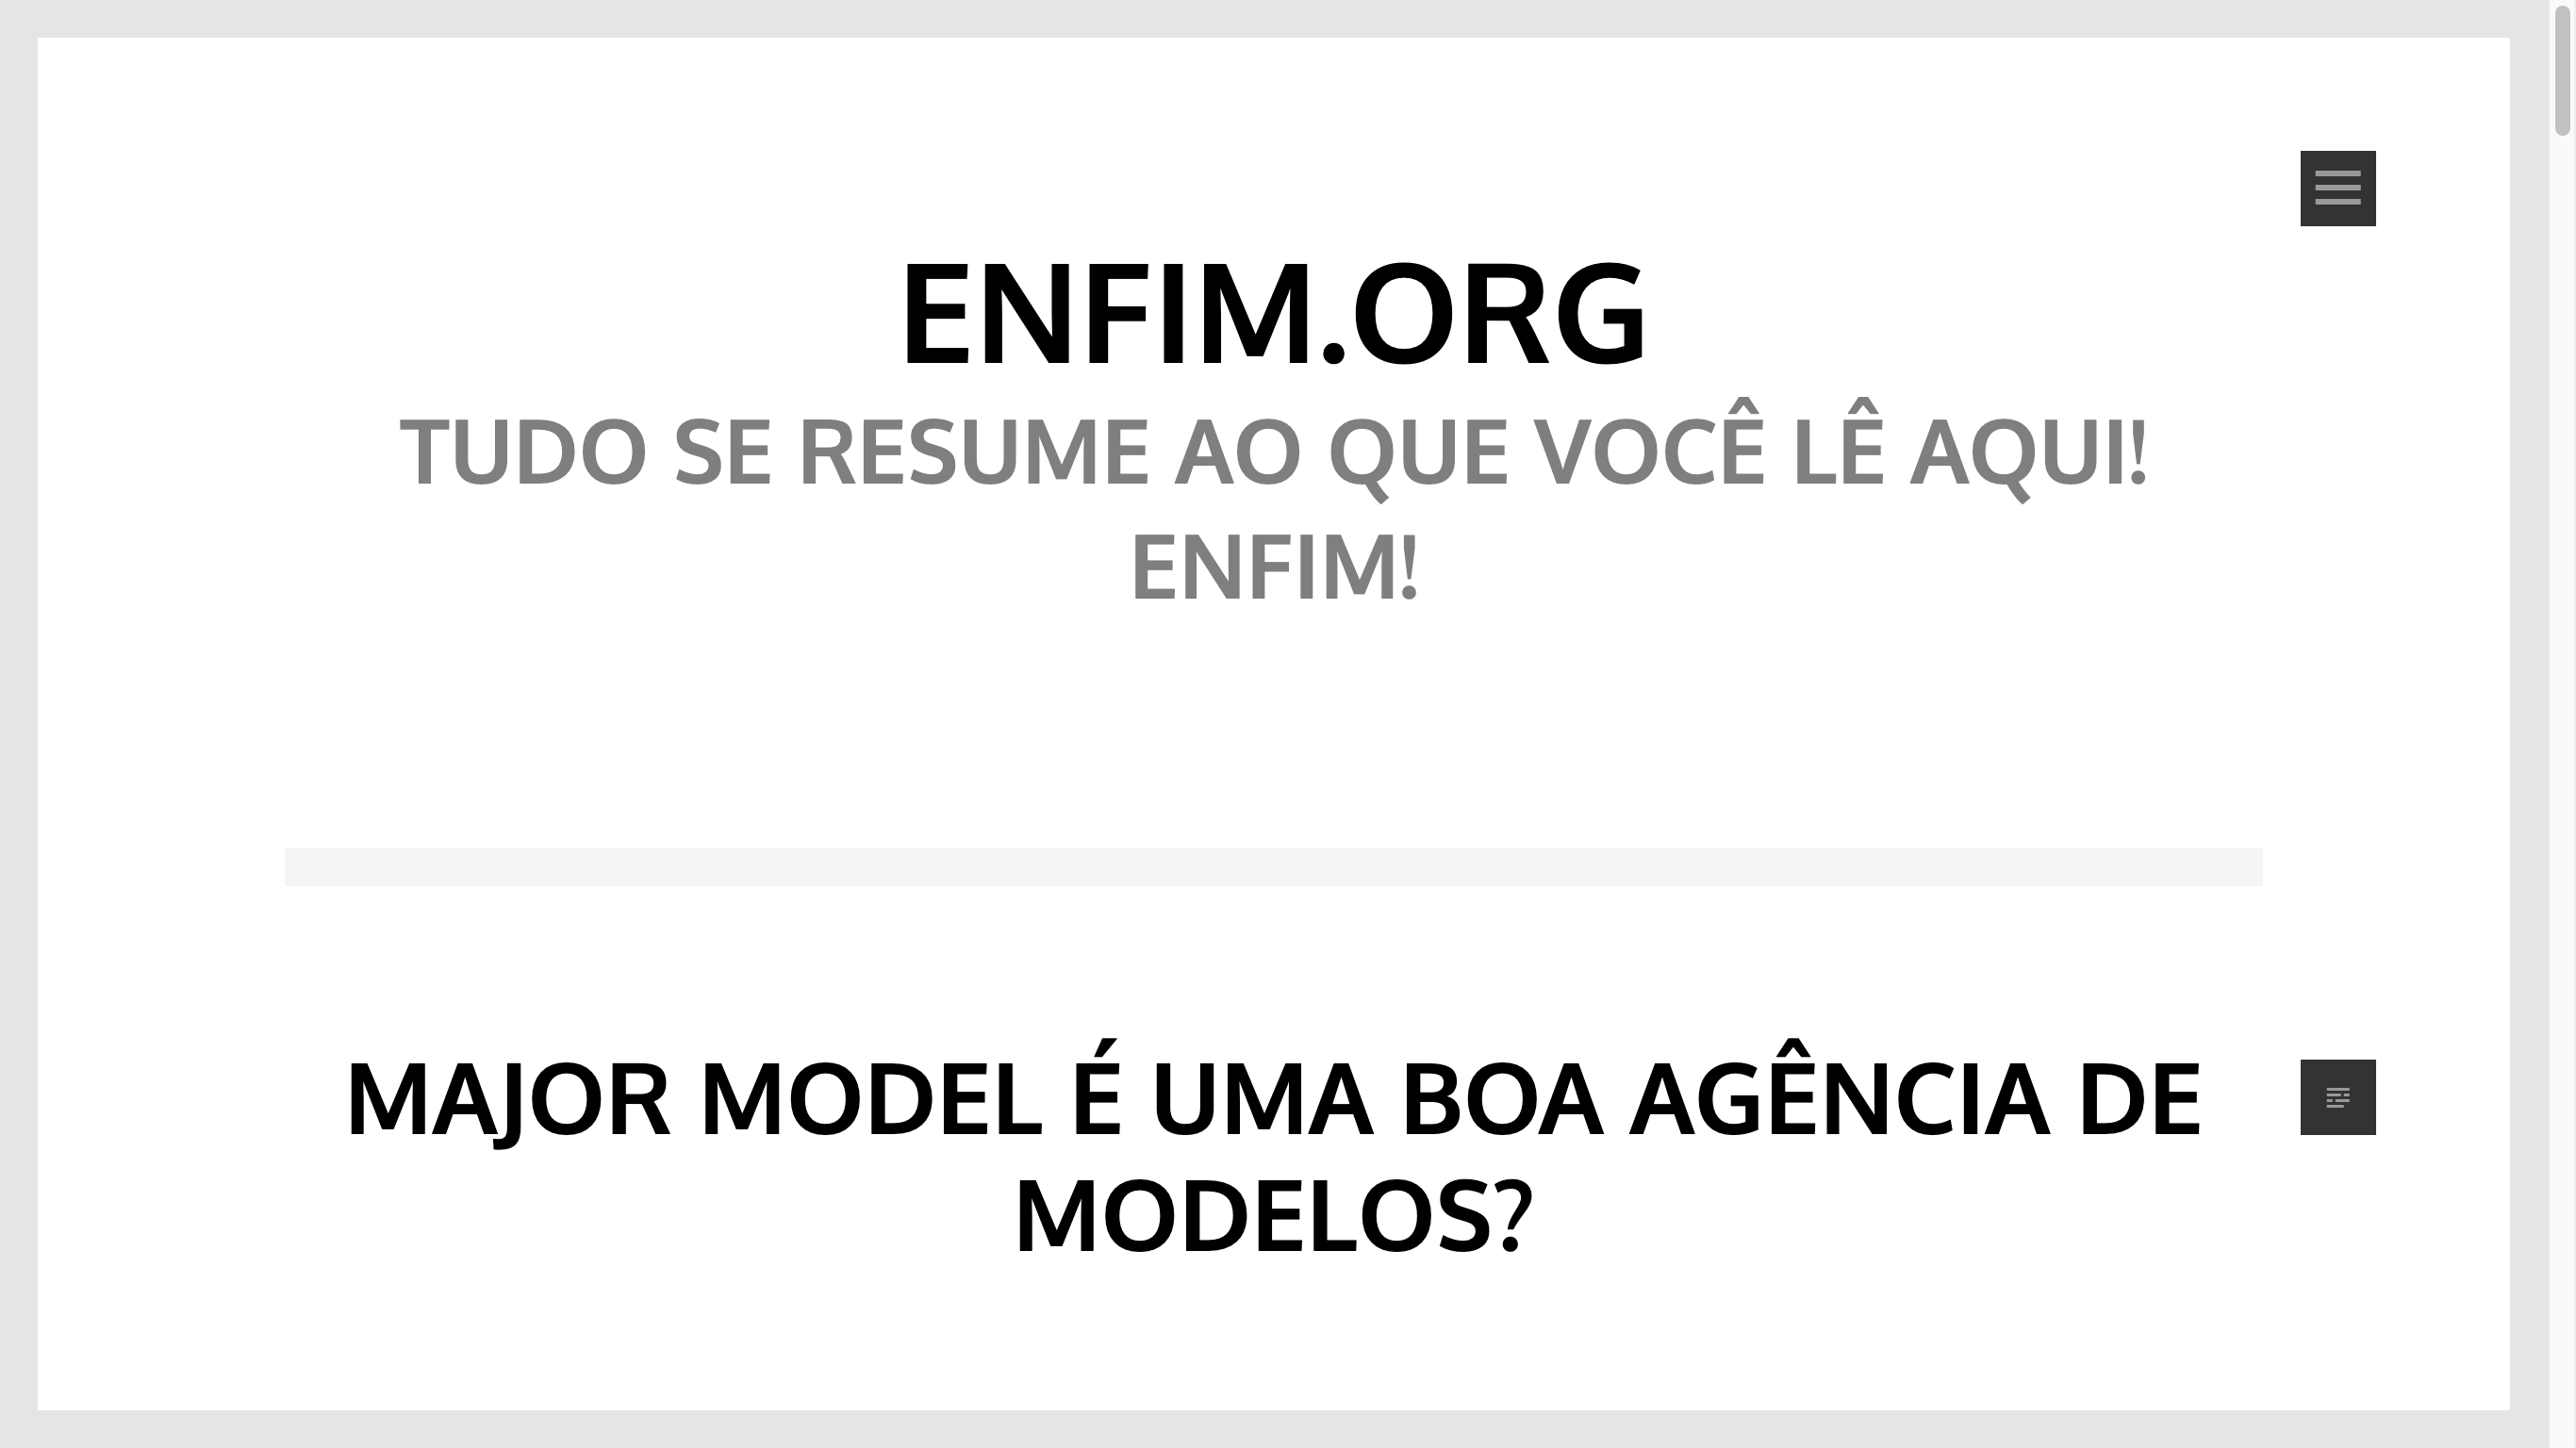 ENFIM.ORG
TUDO SE RESUME AO QUE VOCÊ LÊ AQUI!
ENFIM!
MAJOR MODEL É UMA BOA AGÊNCIA DE
MODELOS?